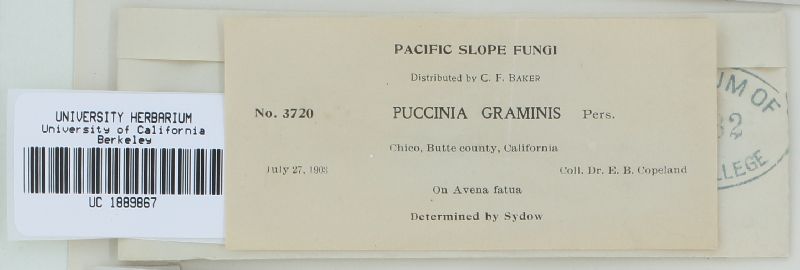 PACIFIC SLOPE FUNGI
Distributed by C. F. BAKER
No. 3720 PUCCINIA GRAMINIS Pers.
Chico, Butte county, California
July 27, 1903 Coll. Dr. E. B. Copeland
On Avena fatua
Determined by Sydow
UNIVERSITY HERBARIUM
University of California
Berkeley
UC 1889867
UM OF
32
LLEGE